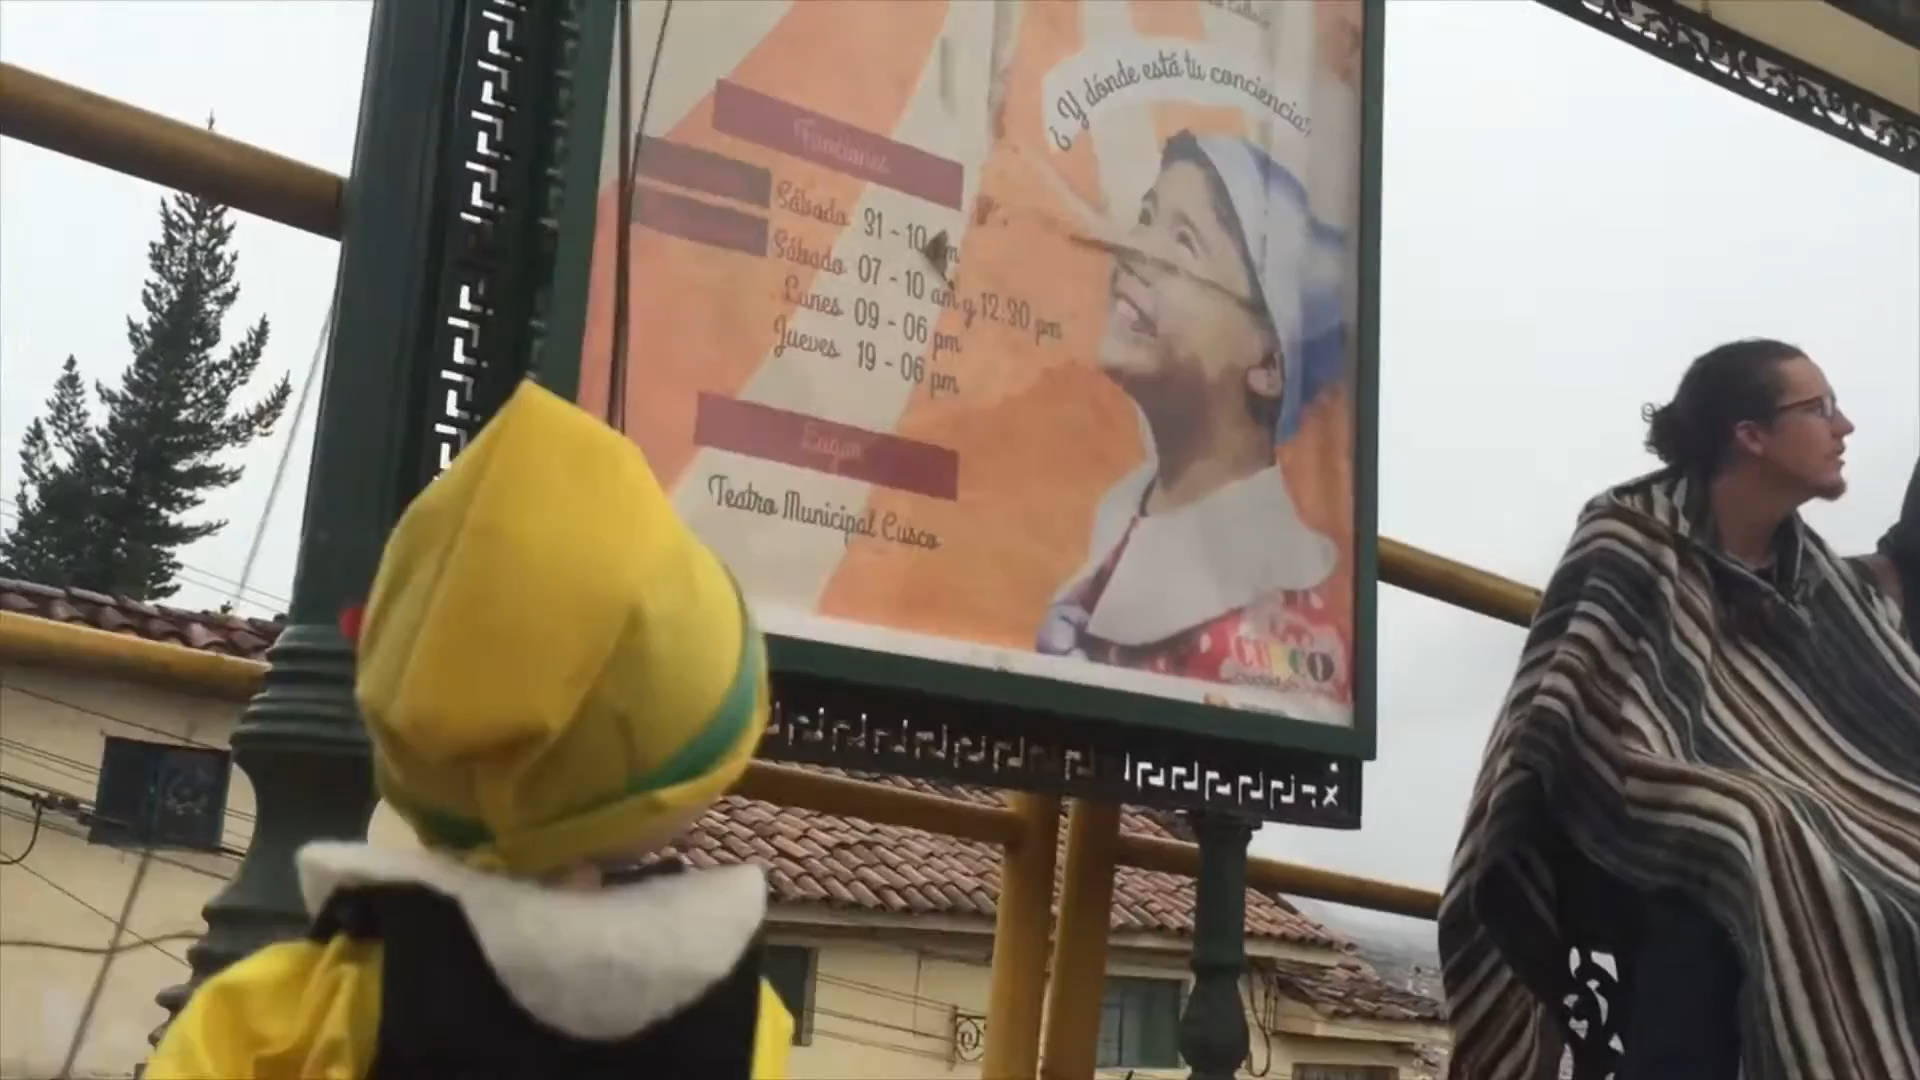 ¿Y dónde está tu conciencia?
Funciones
Sábado 31 - 10 am
Sábado 07 - 10 am y 12:30 pm
Lunes 09 - 06 pm
Jueves 19 - 06 pm
Lugar
Teatro Municipal Cusco
CUSCO